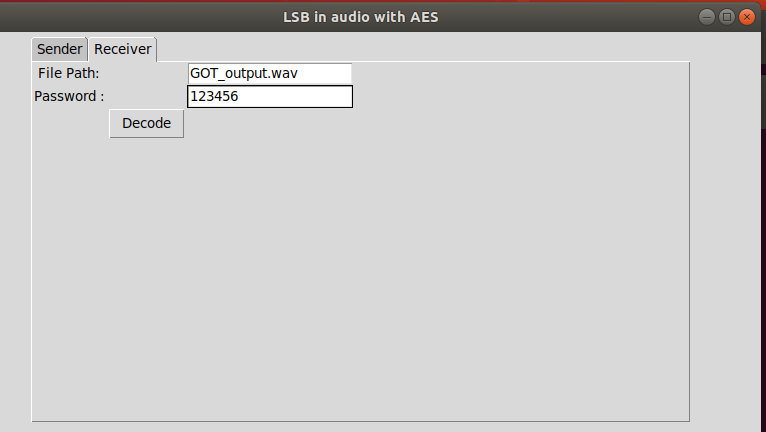 LSB in audio with AES
Sender Receiver
File Path: GOT_output.wav
Password : 123456
Decode